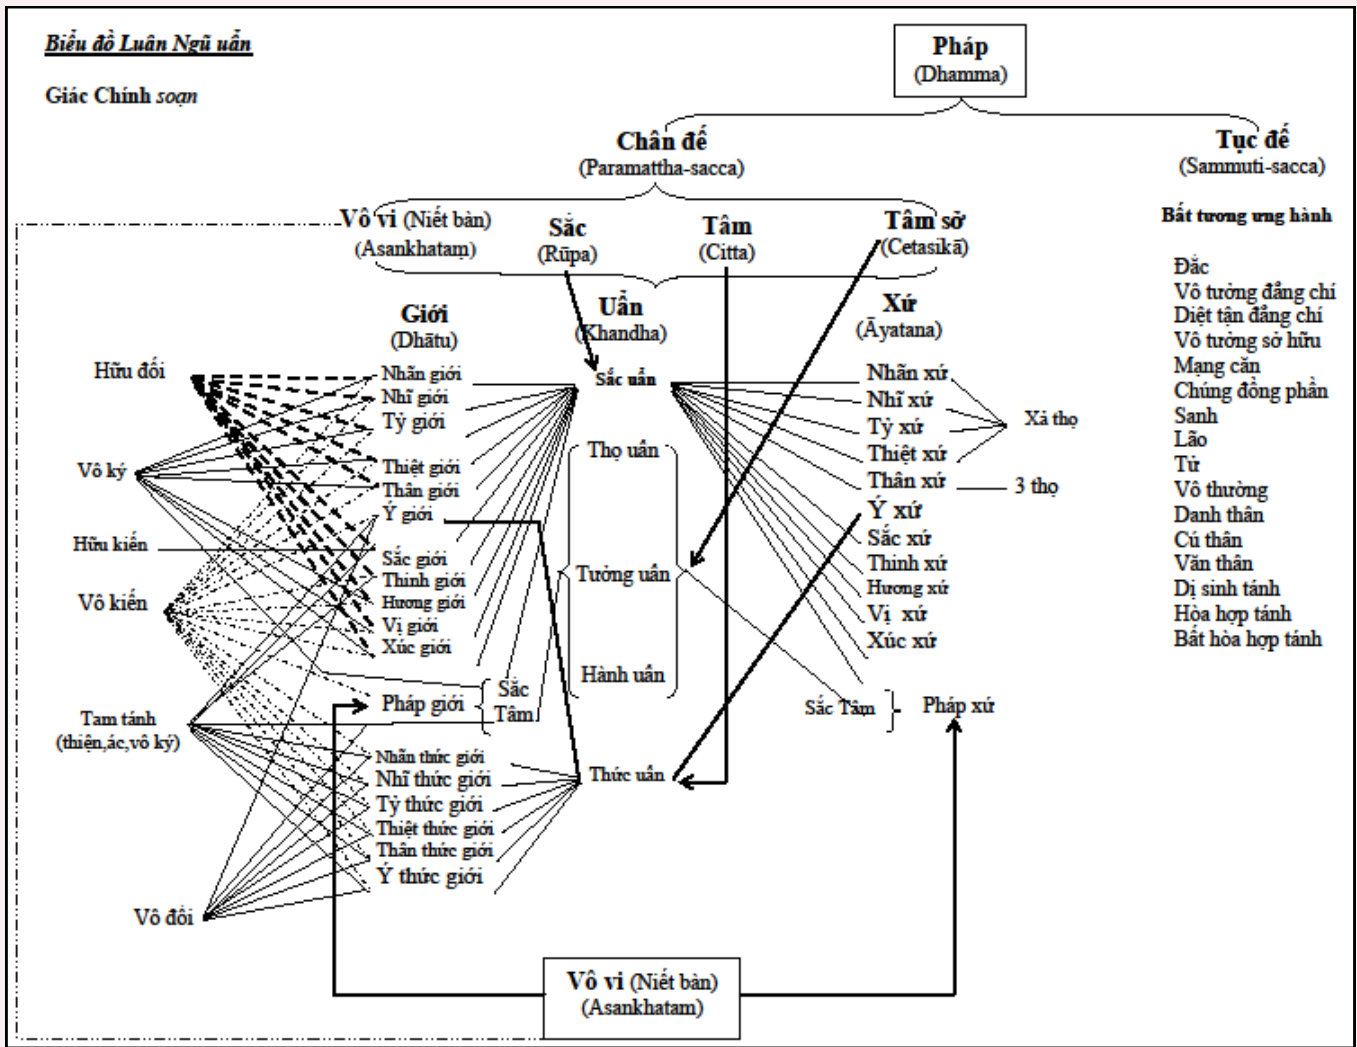 Biểu đồ Luân Ngũ uẩn
Giác Chính soạn
Pháp
(Dhamma)
Chân đế
(Paramattha-sacca)
Tục đế
(Sammuti-sacca)
Vô vi (Niết bàn)
(Asankhatam)
Sắc
(Rūpa)
Tâm
(Citta)
Tâm sở
(Cetasikā)
Bất tương ưng hành
Giới
(Dhātu)
Uẩn
(Khandha)
Xứ
(Āyatana)
Hữu đối
Vô ký
Hữu kiến
Vô kiến
Tam tánh
(thiện,ác,vô ký)
Vô đối
Nhãn giới
Nhĩ giới
Tỷ giới
Thiệt giới
Thân giới
Ý giới
Sắc giới
Thinh giới
Hương giới
Vị giới
Xúc giới
Pháp giới
Sắc
Tâm
Nhãn thức giới
Nhĩ thức giới
Tỷ thức giới
Thiệt thức giới
Thân thức giới
Ý thức giới
Sắc uẩn
Thọ uẩn
Tưởng uẩn
Hành uẩn
Thức uẩn
Nhãn xứ
Nhĩ xứ
Tỷ xứ
Thiệt xứ
Thân xứ
Ý xứ
Sắc xứ
Thinh xứ
Hương xứ
Vị xứ
Xúc xứ
Sắc Tâm
Pháp xứ
Xả thọ
3 thọ
Đắc
Vô tưởng đẳng chí
Diệt tận đẳng chí
Vô tưởng sở hữu
Mạng căn
Chúng đồng phần
Sanh
Lão
Tử
Vô thường
Danh thân
Cú thân
Văn thân
Dị sinh tánh
Hòa hợp tánh
Bất hòa hợp tánh
Vô vi (Niết bàn)
(Asankhatam)